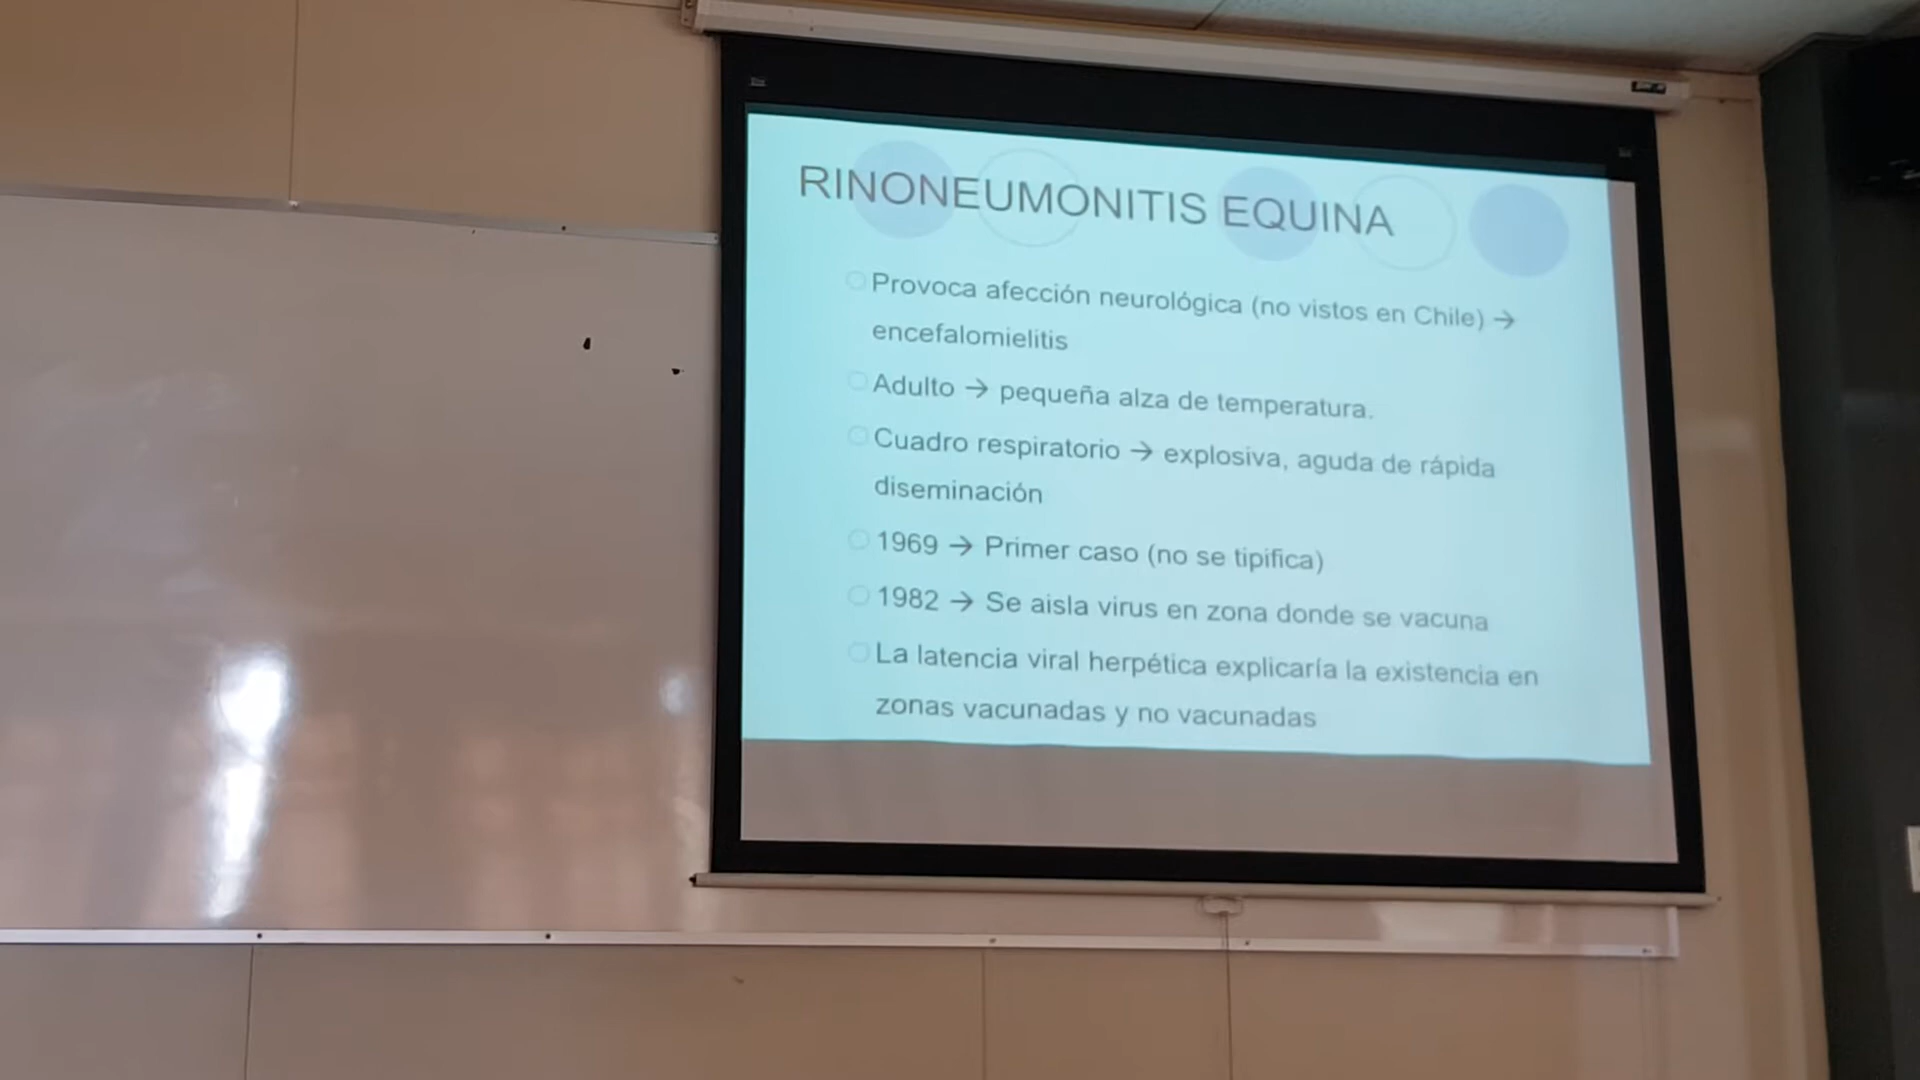 RINONEUMONITIS EQUINA
Provoca afección neurológica (no vistos en Chile) →
encefalomielitis
Adulto → pequeña alza de temperatura.
Cuadro respiratorio → explosiva, aguda de rápida
diseminación
1969 → Primer caso (no se tipifica)
1982 → Se aisla virus en zona donde se vacuna
La latencia viral herpética explicaría la existencia en
zonas vacunadas y no vacunadas